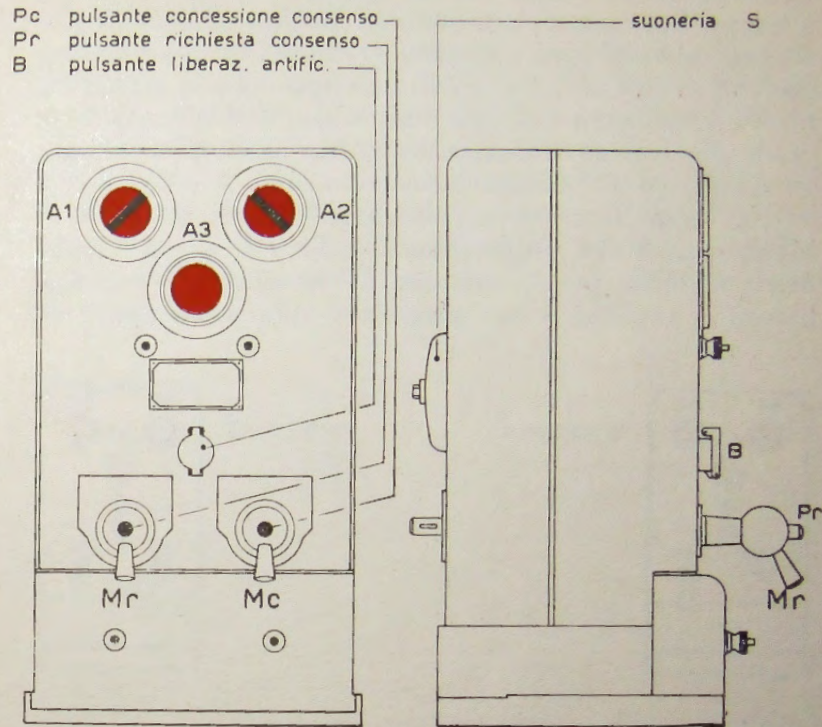 Pc pulsante concessione consenso
Pr pulsante richiesta consenso
B pulsante liberaz. artific.
suoneria S
A1
A2
A3
B
Pr
Mr
Mr
Mc